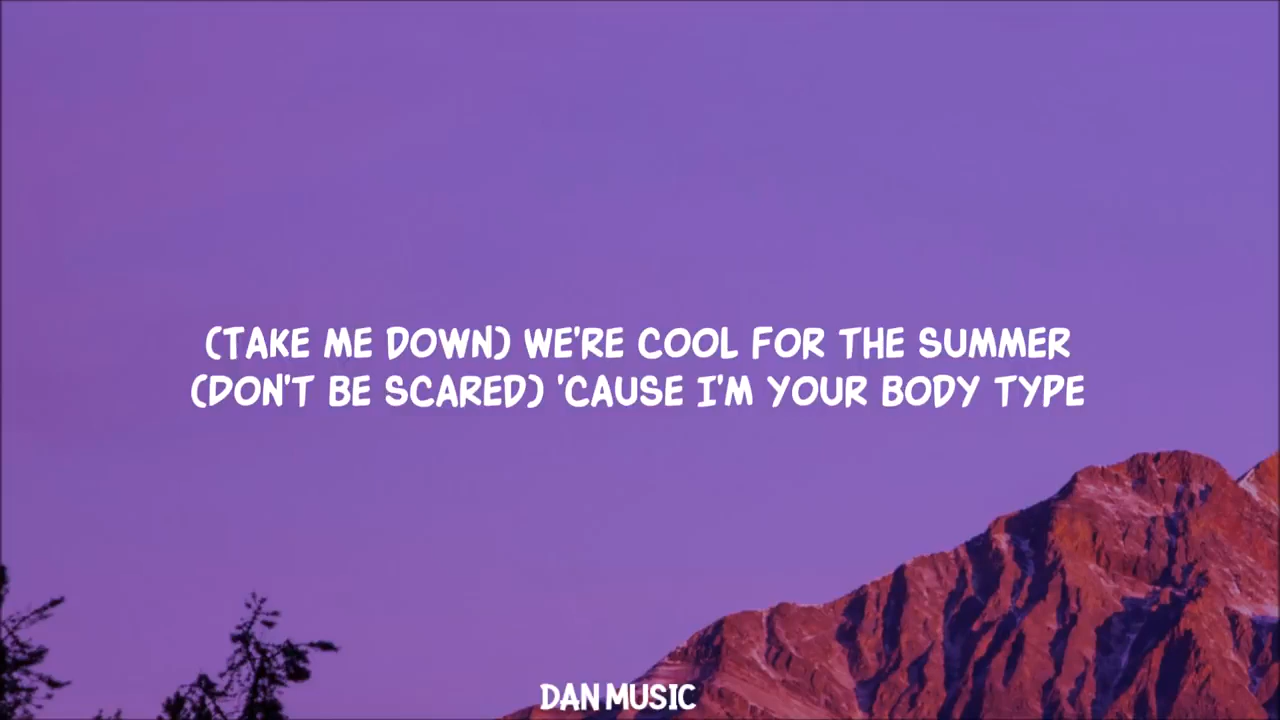 (TAKE ME DOWN) WE'RE COOL FOR THE SUMMER
(DON'T BE SCARED) 'CAUSE I'M YOUR BODY TYPE
DAN MUSIC